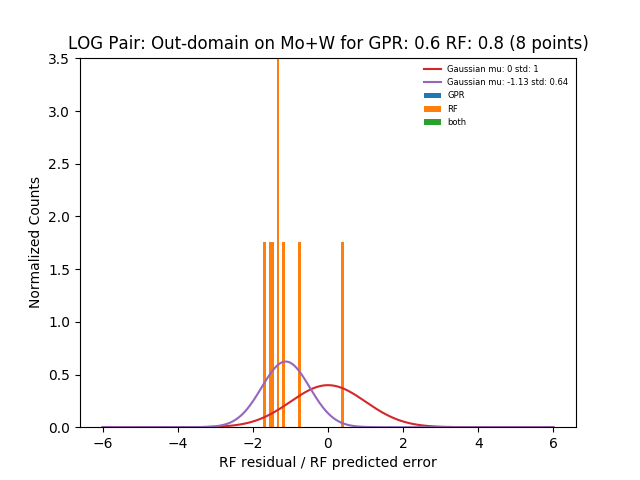 LOG Pair: Out-domain on Mo+W for GPR: 0.6 RF: 0.8 (8 points)
Gaussian mu: 0 std: 1
Gaussian mu: -1.13 std: 0.64
GPR
RF
both
Normalized Counts
3.5
3.0
2.5
2.0
1.5
1.0
0.5
0.0
−6 −4 −2 0 2 4 6
RF residual / RF predicted error